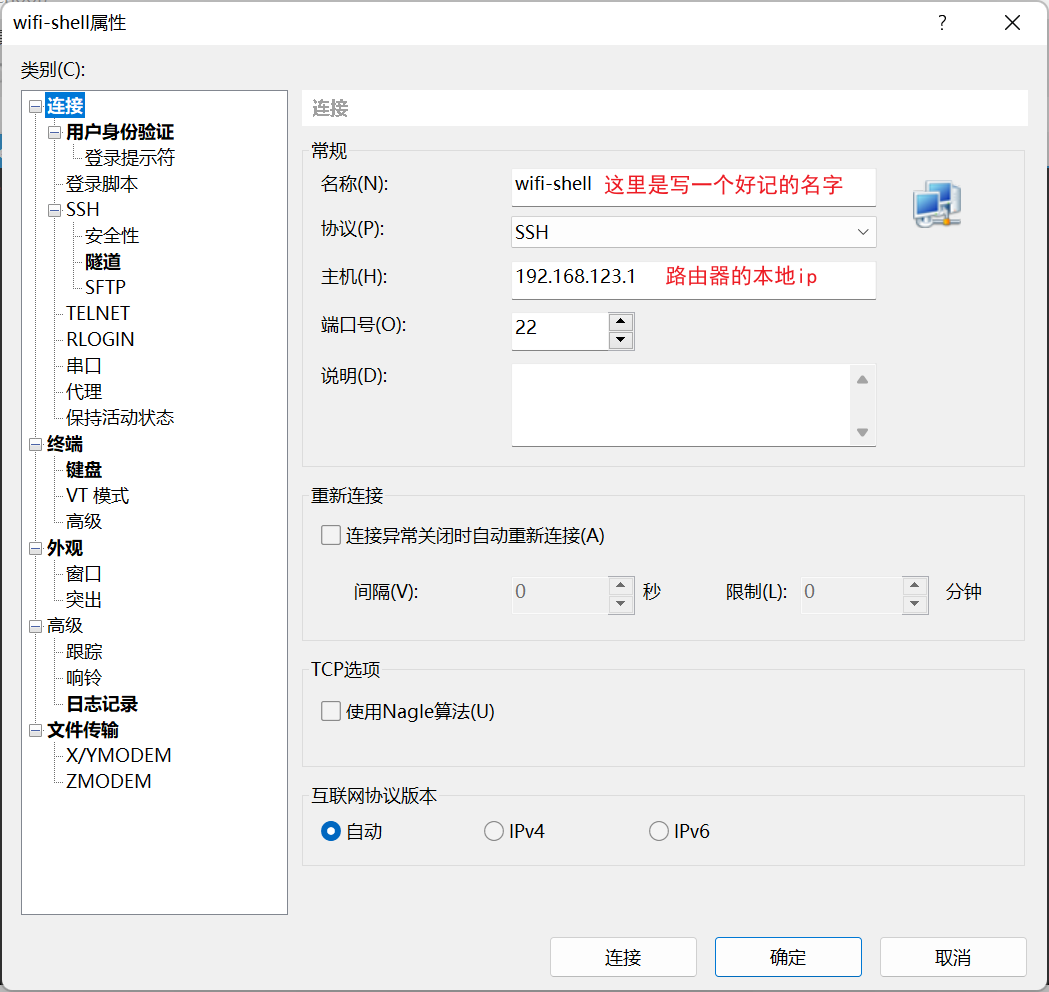 wifi-shell属性
类别(C):
连接
用户身份验证
登录提示符
登录脚本
SSH
安全性
隧道
SFTP
TELNET
RLOGIN
串口
代理
保持活动状态
终端
键盘
VT 模式
高级
外观
窗口
突出
高级
跟踪
响铃
日志记录
文件传输
X/YMODEM
ZMODEM
连接
常规
名称(N): wifi-shell 这里是写一个好记的名字
协议(P): SSH
主机(H): 192.168.123.1 路由器的本地ip
端口号(O): 22
说明(D):
重新连接
连接异常关闭时自动重新连接(A)
间隔(V): 0 秒 限制(L): 0 分钟
TCP选项
使用Nagle算法(U)
互联网协议版本
自动 IPv4 IPv6
连接 确定 取消